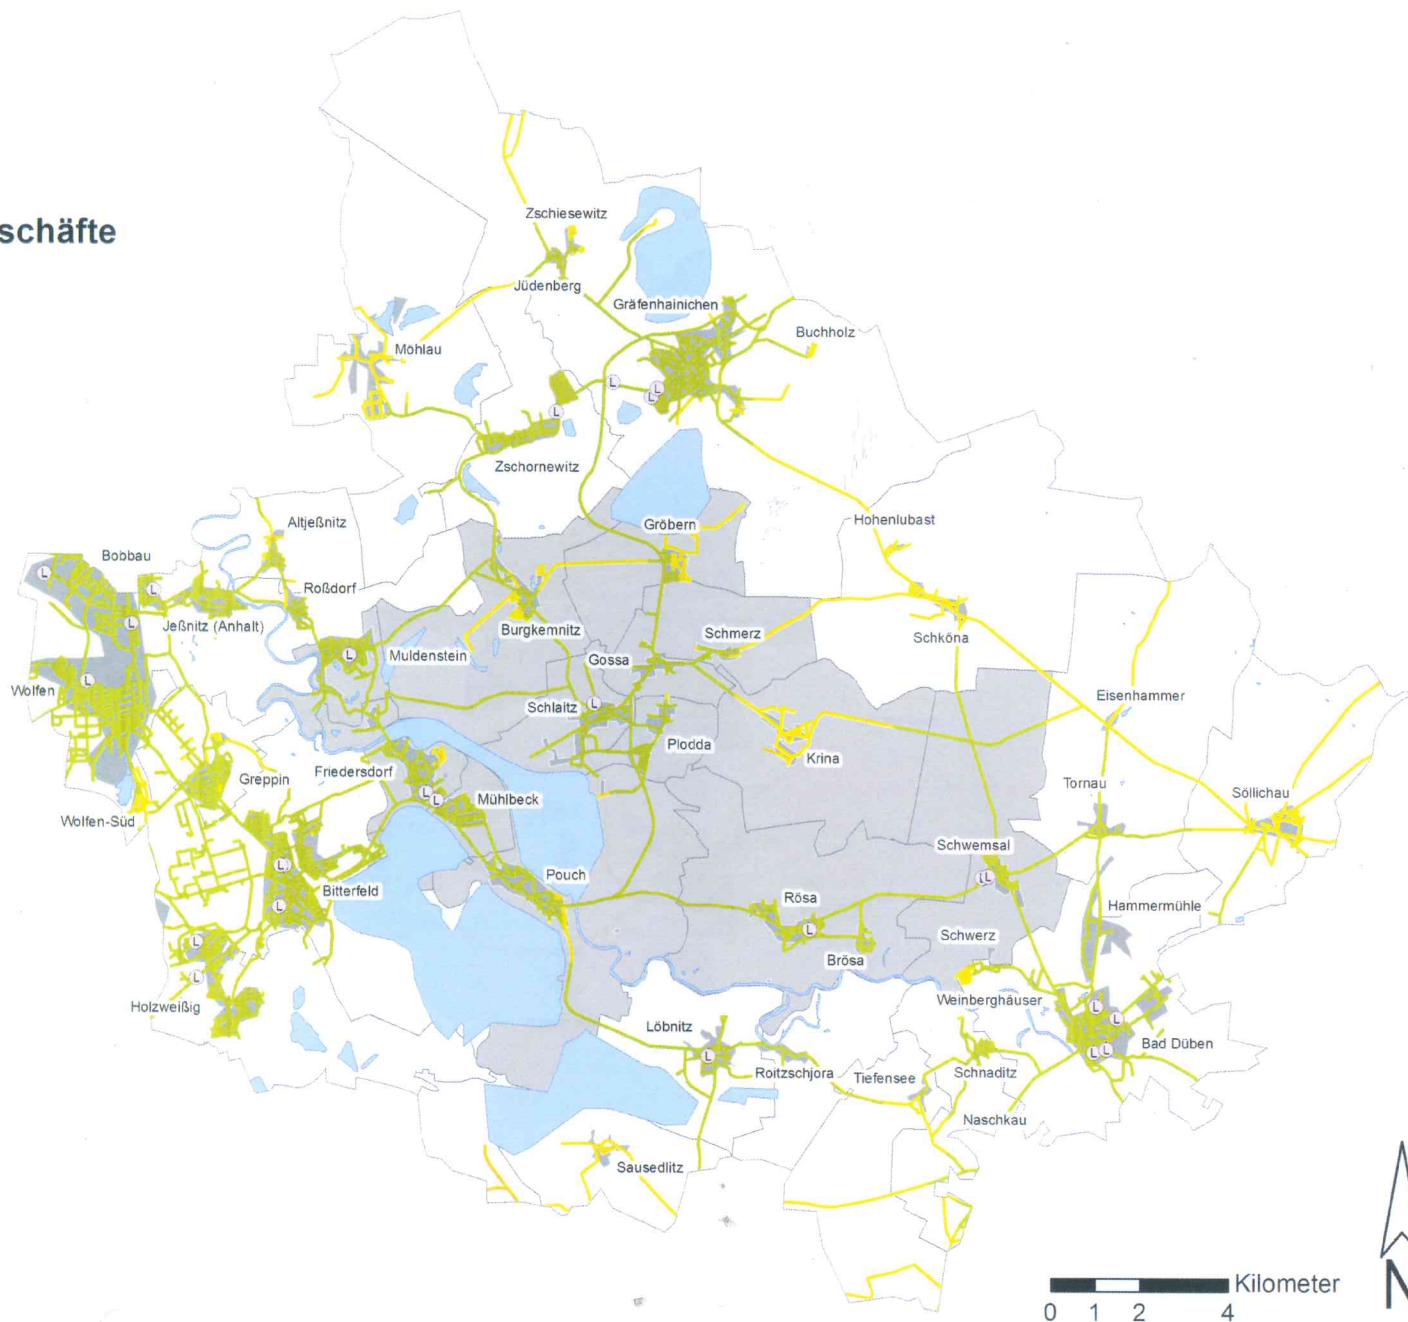 schäfte
Zschiesewitz
Jüdenberg
Gräfenhainichen
Buchholz
Möhlau
L
L
L
L
Zschornewitz
Altjeßnitz
Gröbern
Hohenlubast
Bobbau
L
L
Roßdorf
L
Jeßnitz (Anhalt)
Burgkemnitz
Schmerz
Schköna
L
Muldenstein
Gossa
Wolfen
L
Eisenhammer
Schlaitz
L
Plodda
Krina
Greppin
Friedersdorf
Tornau
Söllichau
L
L
Mühlbeck
Wolfen-Süd
Schwemsal
L
Bitterfeld
Pouch
L
Rösa
Hammermühle
L
L
L
Schwerz
Brösa
L
Holzweißig
Weinberghäuser
L
L
Löbnitz
L
Bad Düben
L
L
Roitzschjora
Tiefensee
Schnaditz
Naschkau
Sausedlitz
Kilometer
0 1 2 4
N